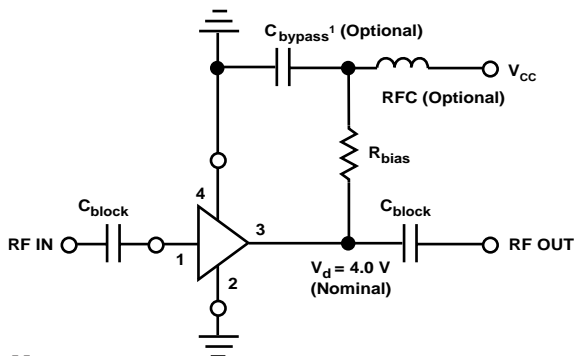 C bypass¹ (Optional)
VCC
RFC (Optional)
Rbias
Cblock
4
3
Cblock
RF IN
1
RF OUT
2
Vd = 4.0 V
(Nominal)